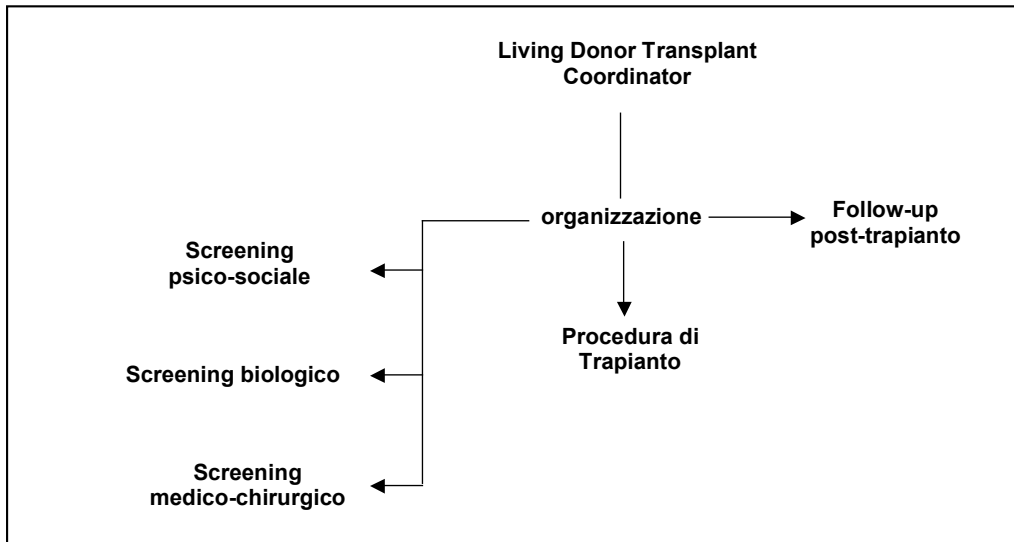 Living Donor Transplant
Coordinator
organizzazione
Follow-up
post-trapianto
Screening
psico-sociale
Procedura di
Trapianto
Screening biologico
Screening
medico-chirurgico